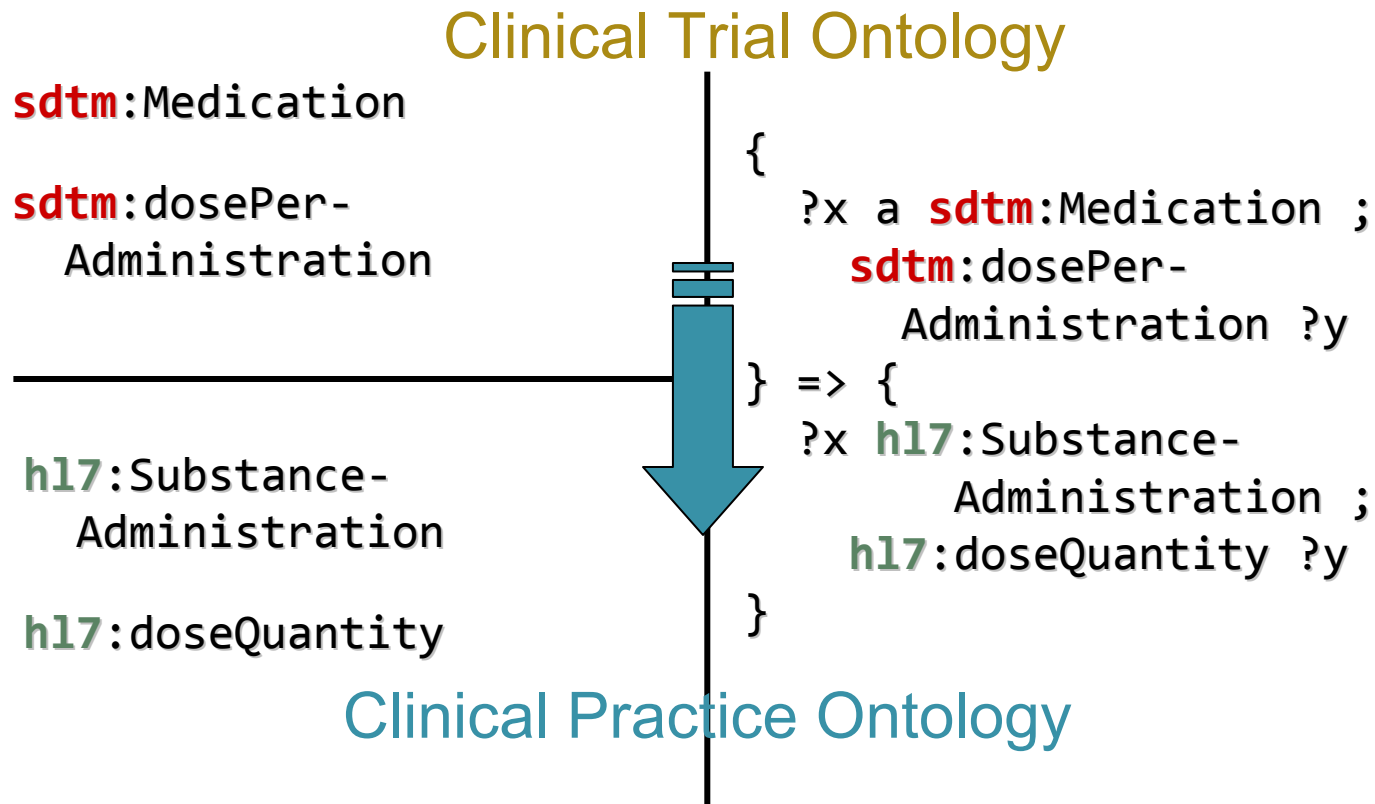 Clinical Trial Ontology
sdtm:Medication
sdtm:dosePer-
Administration
hl7:Substance-
Administration
hl7:doseQuantity
{
?x a sdtm:Medication ;
sdtm:dosePer-
Administration ?y
} => {
?x hl7:Substance-
Administration ;
hl7:doseQuantity ?y
}
Clinical Practice Ontology